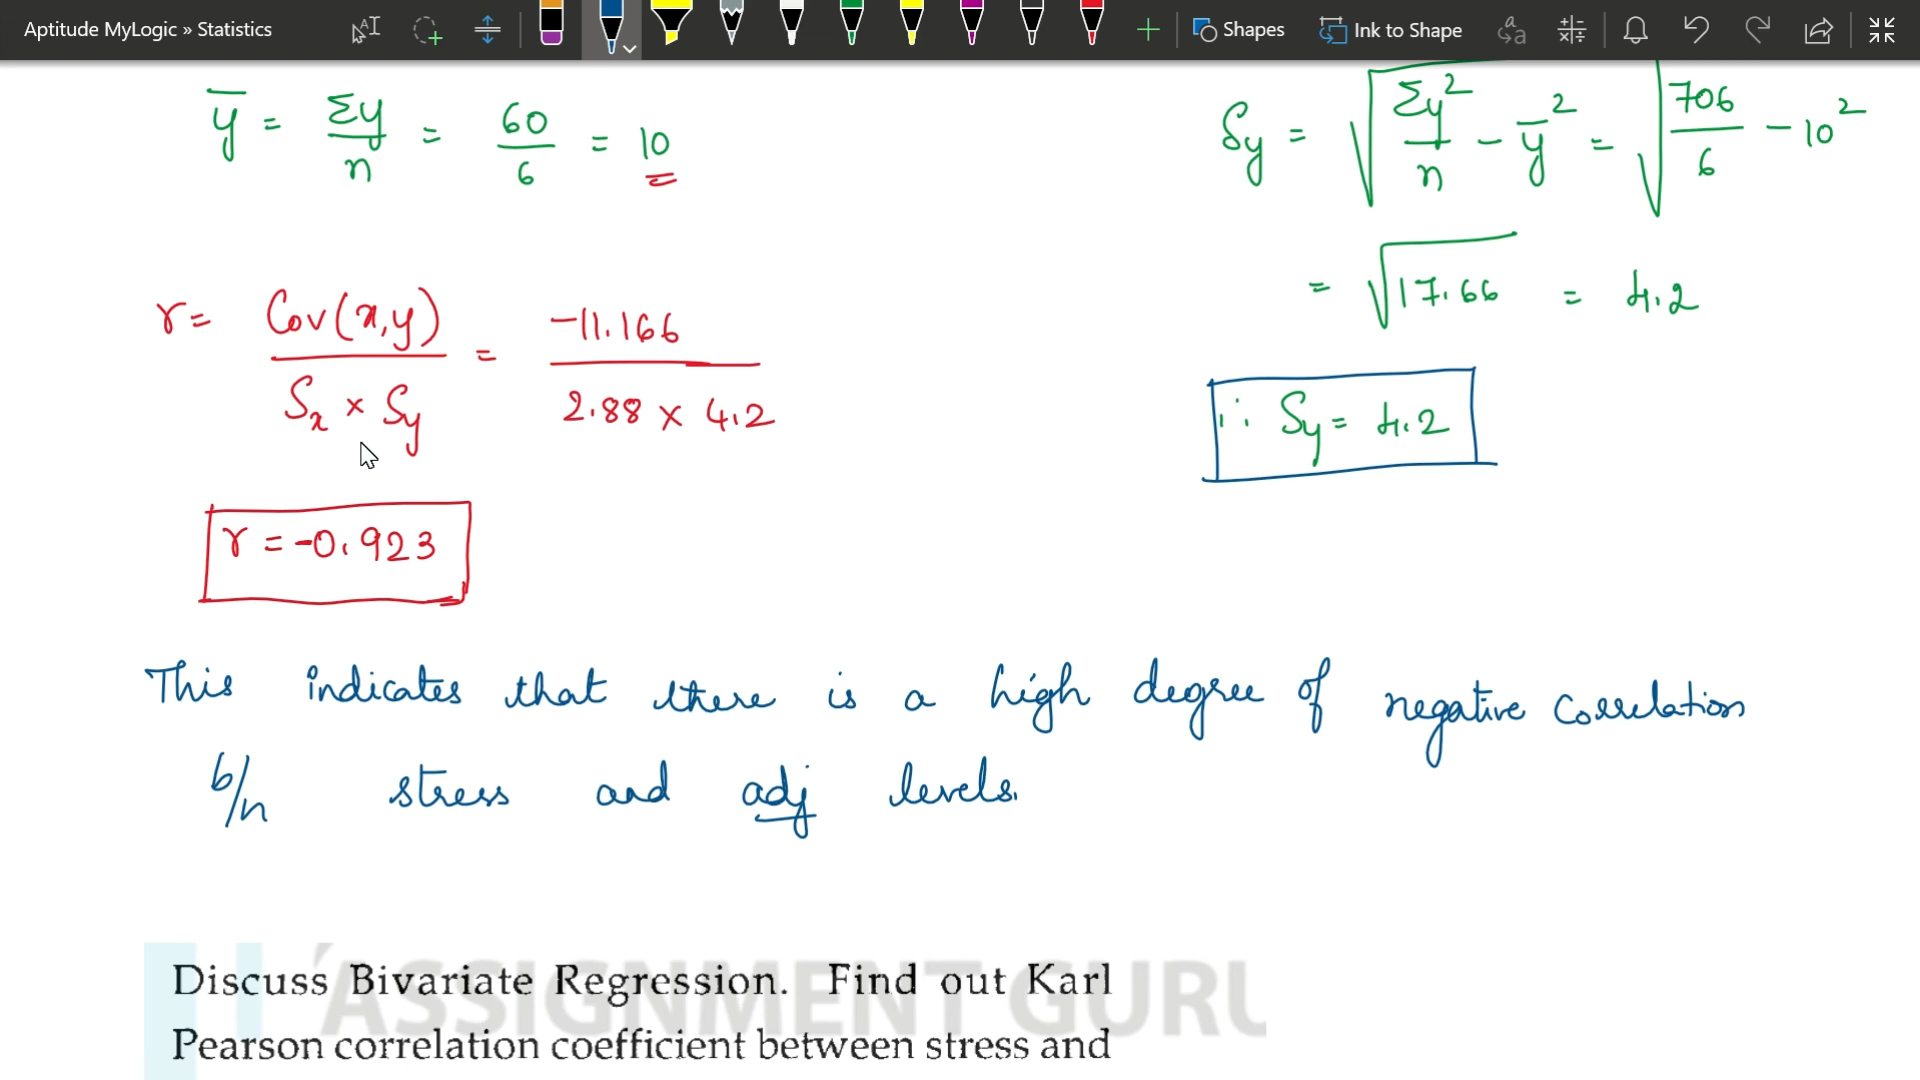 Aptitude MyLogic » Statistics
Shapes
Ink to Shape
ȳ = Σy/n = 60/6 = 10
Sy = √(Σy²/n - ȳ²) = √(706/6 - 10²)
= √17.66 = 4.2
r = Cov(x,y)/(Sx × Sy) = -11.166/(2.88 × 4.2)
∴ Sy = 4.2
r = -0.923
This indicates that there is a high degree of negative correlation
b/n stress and adj levels.
ASSIGNMENT GURU
Discuss Bivariate Regression. Find out Karl
Pearson correlation coefficient between stress and